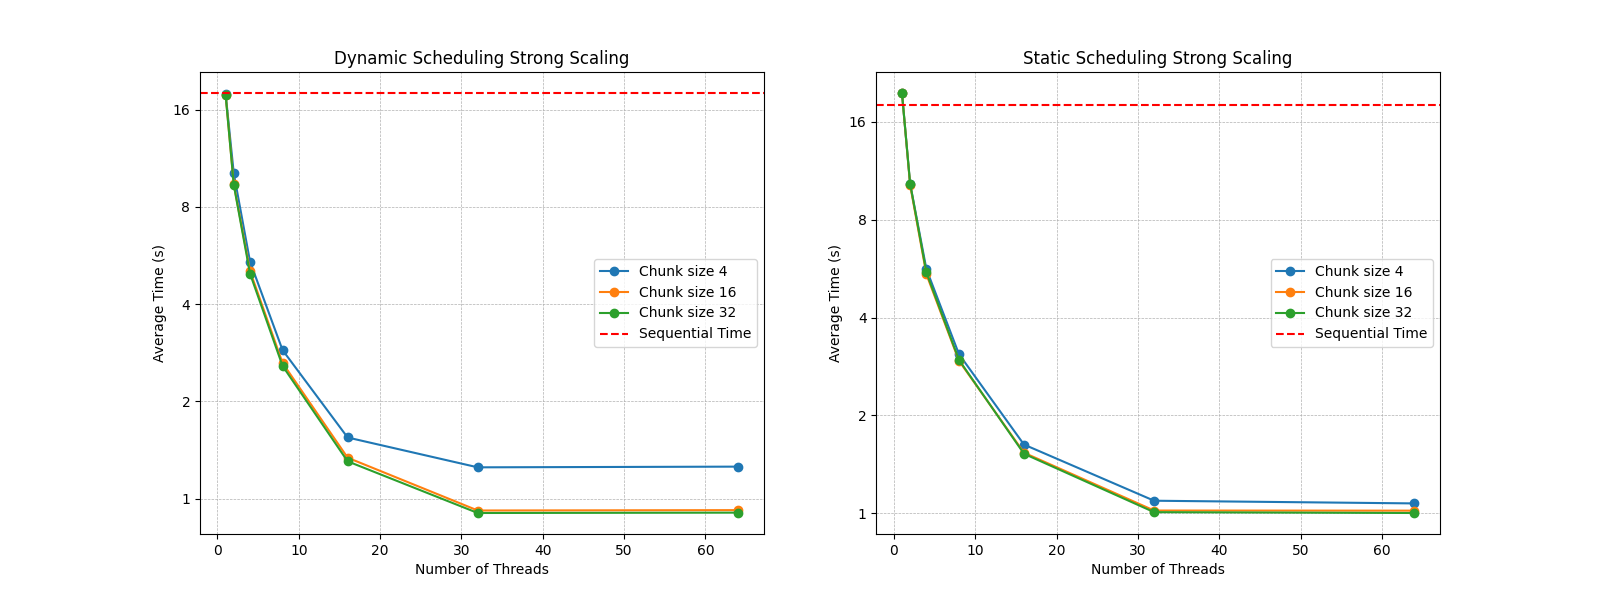 Dynamic Scheduling Strong Scaling
16
8
4
2
1
Average Time (s)
0 10 20 30 40 50 60
Number of Threads
Chunk size 4
Chunk size 16
Chunk size 32
Sequential Time
Static Scheduling Strong Scaling
16
8
4
2
1
Average Time (s)
0 10 20 30 40 50 60
Number of Threads
Chunk size 4
Chunk size 16
Chunk size 32
Sequential Time